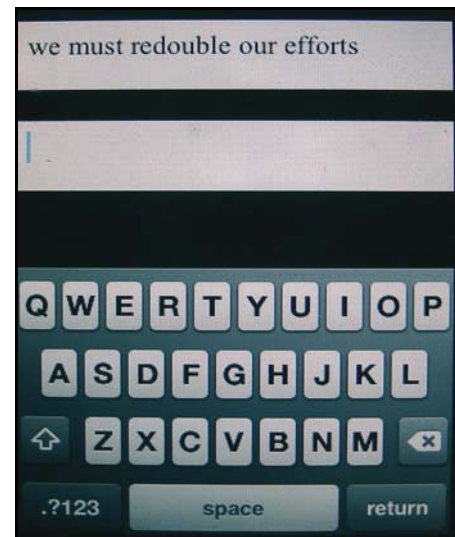 we must redouble our efforts
Q W E R T Y U I O P
A S D F G H J K L
Z X C V B N M
.?123 space return